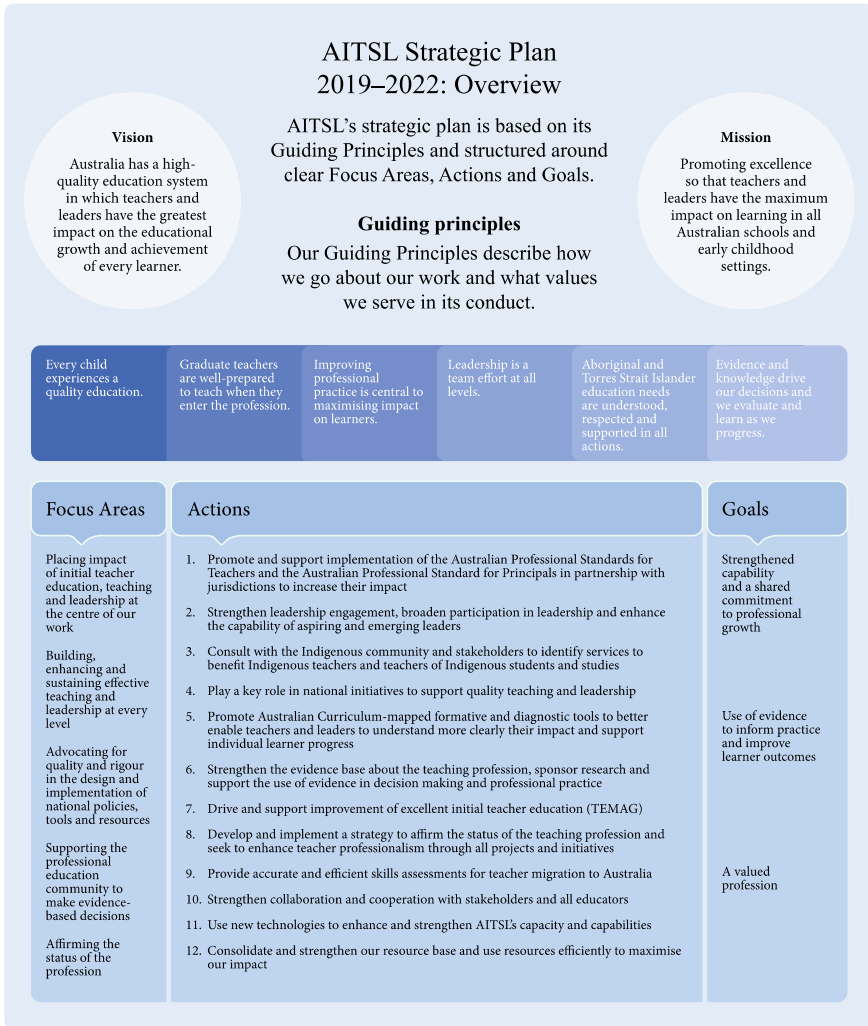 AITSL Strategic Plan
2019–2022: Overview
AITSL's strategic plan is based on its
Guiding Principles and structured around
clear Focus Areas, Actions and Goals.
Vision
Australia has a high-
quality education system
in which teachers and
leaders have the greatest
impact on the educational
growth and achievement
of every learner.
Guiding principles
Our Guiding Principles describe how
we go about our work and what values
we serve in its conduct.
Mission
Promoting excellence
so that teachers and
leaders have the maximum
impact on learning in all
Australian schools and
early childhood
settings.
Every child
experiences a
quality education.
Graduate teachers
are well-prepared
to teach when they
enter the profession.
Improving
professional
practice is central to
maximising impact
on learners.
Leadership is a
team effort at all
levels.
Aboriginal and
Torres Strait Islander
education needs
are understood,
respected and
supported in all
actions.
Evidence and
knowledge drive
our decisions and
we evaluate and
learn as we
progress.
Focus Areas
Placing impact
of initial teacher
education, teaching
and leadership at
the centre of our
work
Building,
enhancing and
sustaining effective
teaching and
leadership at every
level
Advocating for
quality and rigour
in the design and
implementation of
national policies,
tools and resources
Supporting the
professional
education
community to
make evidence-
based decisions
Affirming the
status of the
profession
Actions
1. Promote and support implementation of the Australian Professional Standards for
Teachers and the Australian Professional Standard for Principals in partnership with
jurisdictions to increase their impact
2. Strengthen leadership engagement, broaden participation in leadership and enhance
the capability of aspiring and emerging leaders
3. Consult with the Indigenous community and stakeholders to identify services to
benefit Indigenous teachers and teachers of Indigenous students and studies
4. Play a key role in national initiatives to support quality teaching and leadership
5. Promote Australian Curriculum-mapped formative and diagnostic tools to better
enable teachers and leaders to understand more clearly their impact and support
individual learner progress
6. Strengthen the evidence base about the teaching profession, sponsor research and
support the use of evidence in decision making and professional practice
7. Drive and support improvement of excellent initial teacher education (TEMAG)
8. Develop and implement a strategy to affirm the status of the teaching profession and
seek to enhance teacher professionalism through all projects and initiatives
9. Provide accurate and efficient skills assessments for teacher migration to Australia
10. Strengthen collaboration and cooperation with stakeholders and all educators
11. Use new technologies to enhance and strengthen AITSL's capacity and capabilities
12. Consolidate and strengthen our resource base and use resources efficiently to maximise
our impact
Goals
Strengthened
capability
and a shared
commitment
to professional
growth
Use of evidence
to inform practice
and improve
learner outcomes
A valued
profession